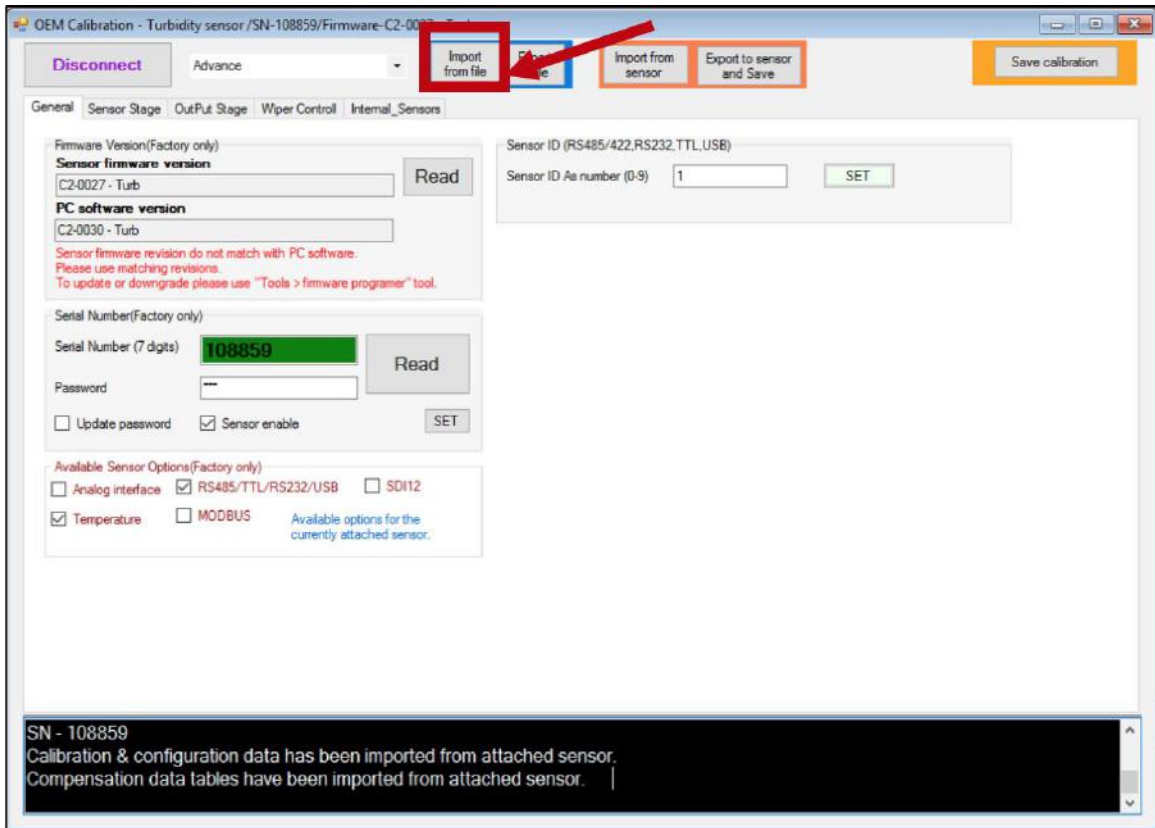 OEM Calibration - Turbidity sensor /SN-108859/Firmware-C2-0027 - Turb
Disconnect
Advance
Import
from file
Import from
sensor
Export to sensor
and Save
Save calibration
General
Sensor Stage
OutPut Stage
Wiper Controll
Internal_Sensors
Firmware Version(Factory only)
Sensor firmware version
C2-0027 - Turb
Read
PC software version
C2-0030 - Turb
Sensor firmware revision do not match with PC software.
Please use matching revisions.
To update or downgrade please use "Tools > firmware programer" tool.
Sensor ID (RS485/422,RS232,TTL,USB)
Sensor ID As number (0-9)
1
SET
Serial Number(Factory only)
Serial Number (7 digits)
108859
Read
Password
---
Update password
Sensor enable
SET
Available Sensor Options(Factory only)
Analog interface
RS485/TTL/RS232/USB
SDI12
Temperature
MODBUS
Available options for the
currently attached sensor.
SN - 108859
Calibration & configuration data has been imported from attached sensor.
Compensation data tables have been imported from attached sensor.